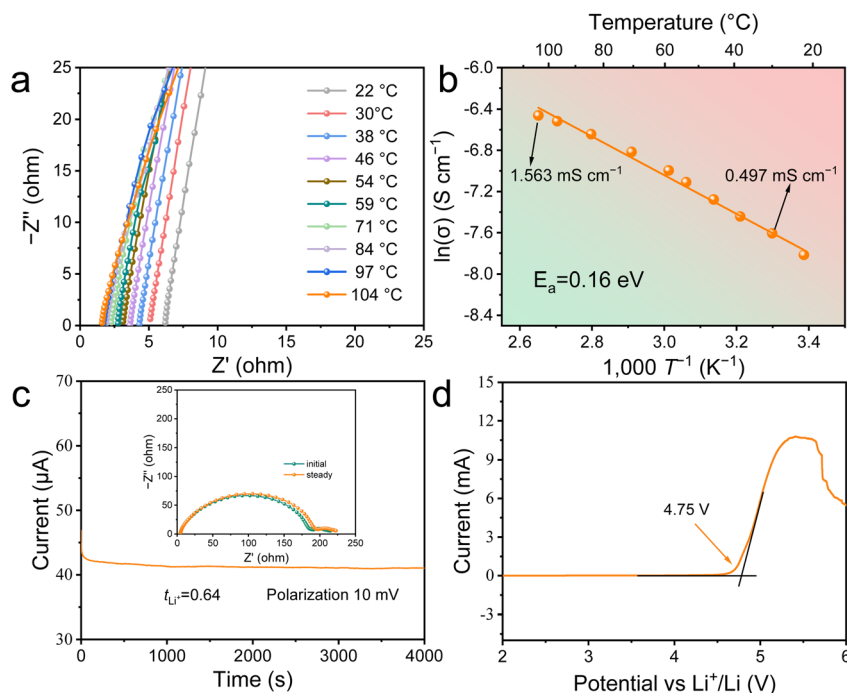 a
25
20
15
10
5
0
−Z'' (ohm)
0 5 10 15 20 25
Z' (ohm)
22 °C
30°C
38 °C
46 °C
54 °C
59 °C
71 °C
84 °C
97 °C
104 °C
b
Temperature (°C)
100 80 60 40 20
-6.0
-6.4
-6.8
-7.2
-7.6
-8.0
-8.4
ln(σ) (S cm⁻¹)
1.563 mS cm⁻¹
0.497 mS cm⁻¹
Eₐ=0.16 eV
2.6 2.8 3.0 3.2 3.4
1,000 T⁻¹ (K⁻¹)
c
70
60
50
40
30
Current (µA)
250
200
150
100
50
0
−Z'' (ohm)
initial
steady
0 50 100 150 200 250
Z' (ohm)
t Li⁺=0.64 Polarization 10 mV
0 1000 2000 3000 4000
Time (s)
d
15
12
9
6
3
0
-3
Current (mA)
4.75 V
2 3 4 5 6
Potential vs Li⁺/Li (V)